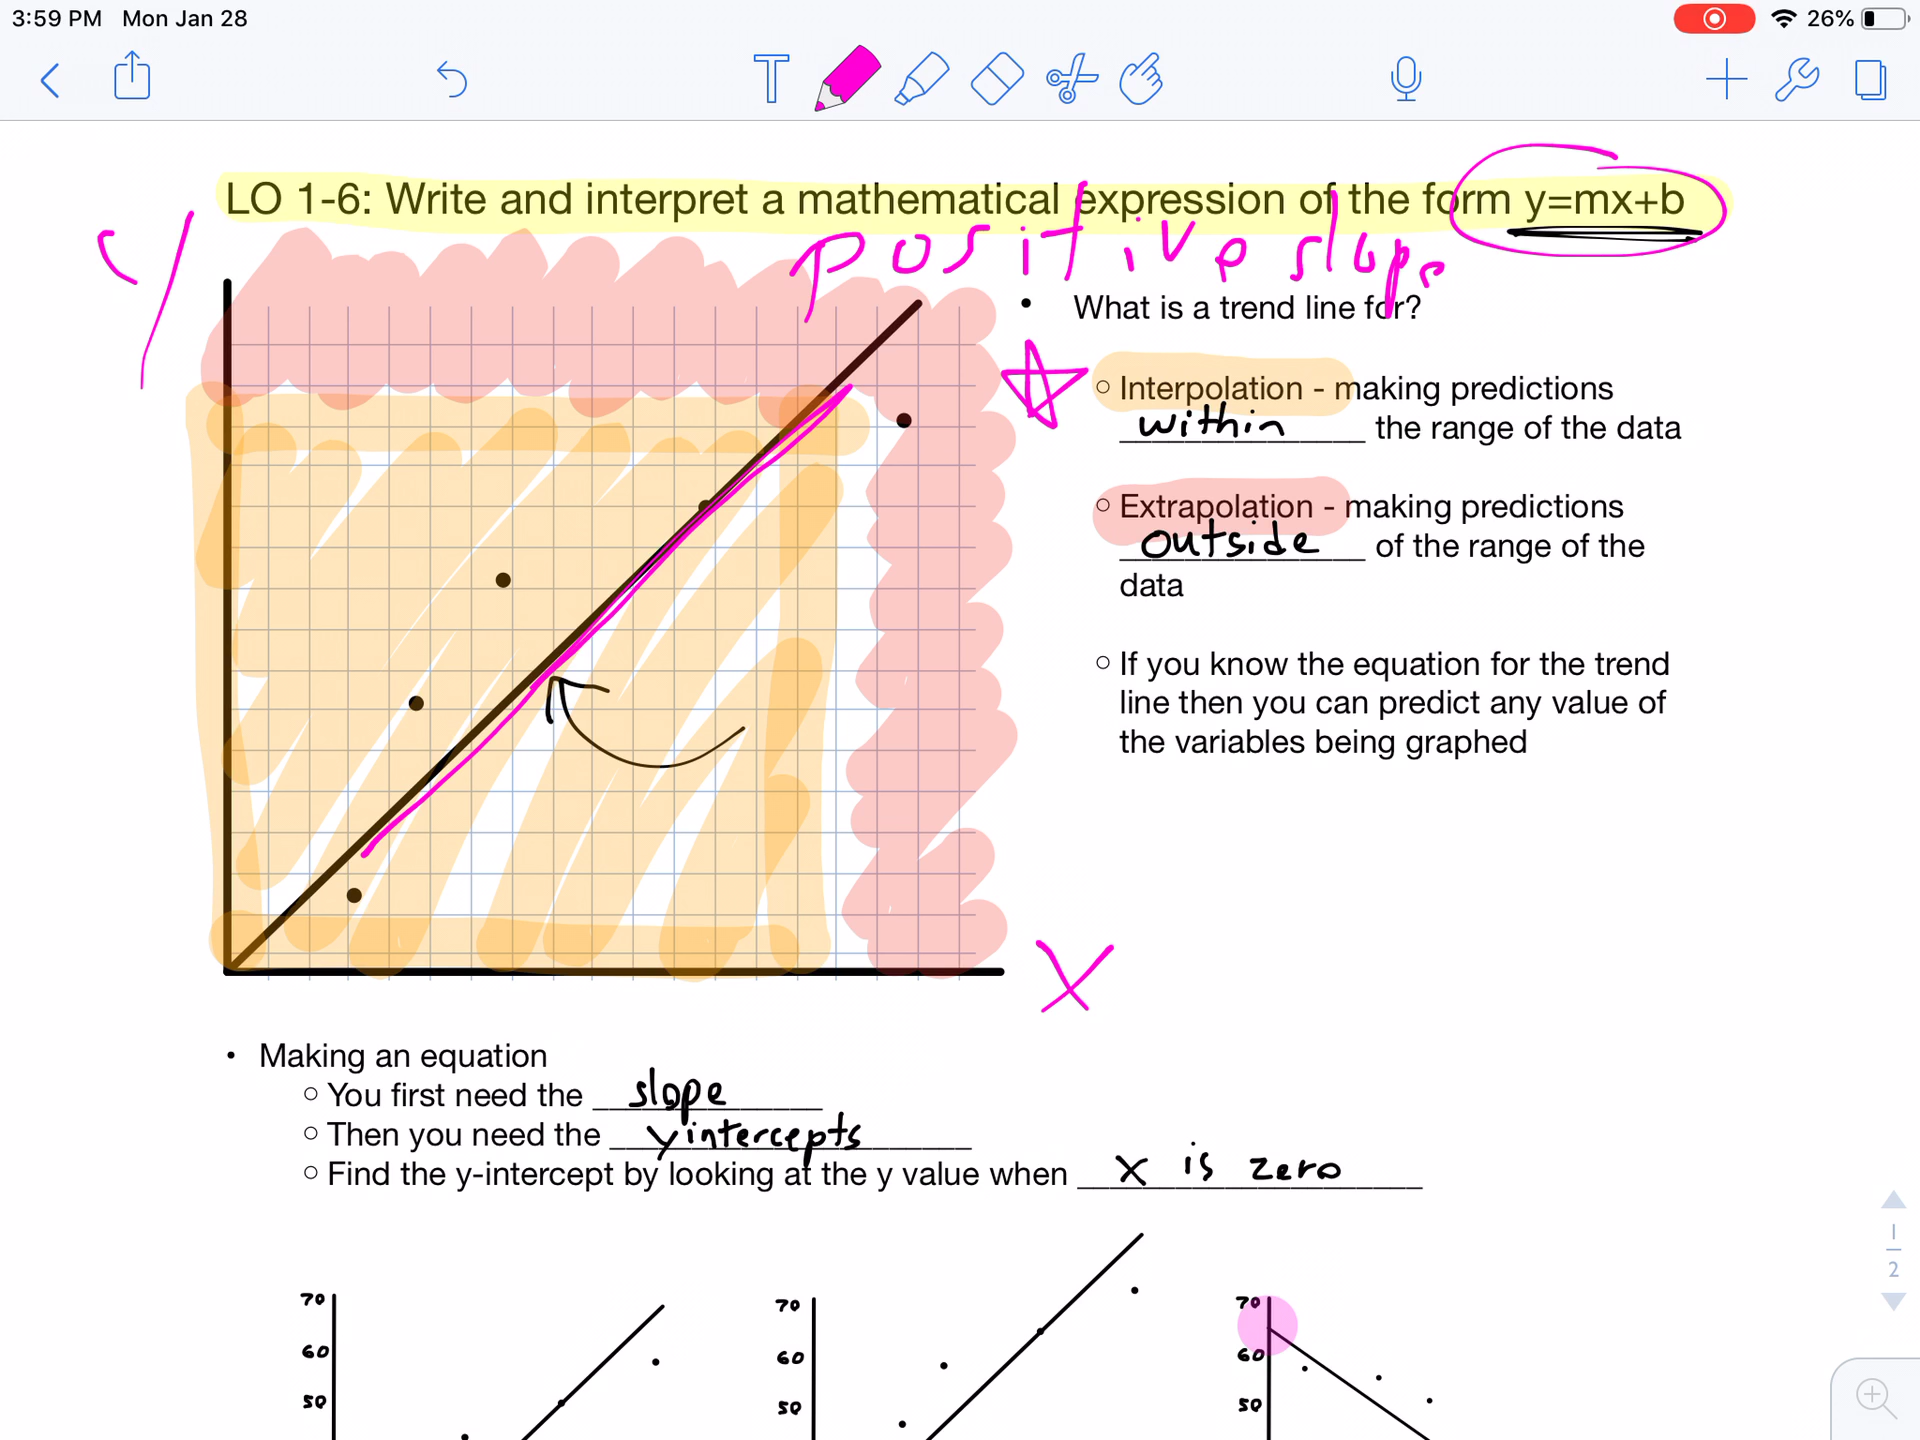 3:59 PM Mon Jan 28
26%
T
LO 1-6: Write and interpret a mathematical expression of the form y=mx+b
y
positive slope
• What is a trend line for?
○ Interpolation - making predictions
within the range of the data
○ Extrapolation - making predictions
outside of the range of the
data
○ If you know the equation for the trend
line then you can predict any value of
the variables being graphed
x
• Making an equation
○ You first need the slope
○ Then you need the yintercepts
○ Find the y-intercept by looking at the y value when x is zero
1
2
70
60
50
70
60
50
70
60
50